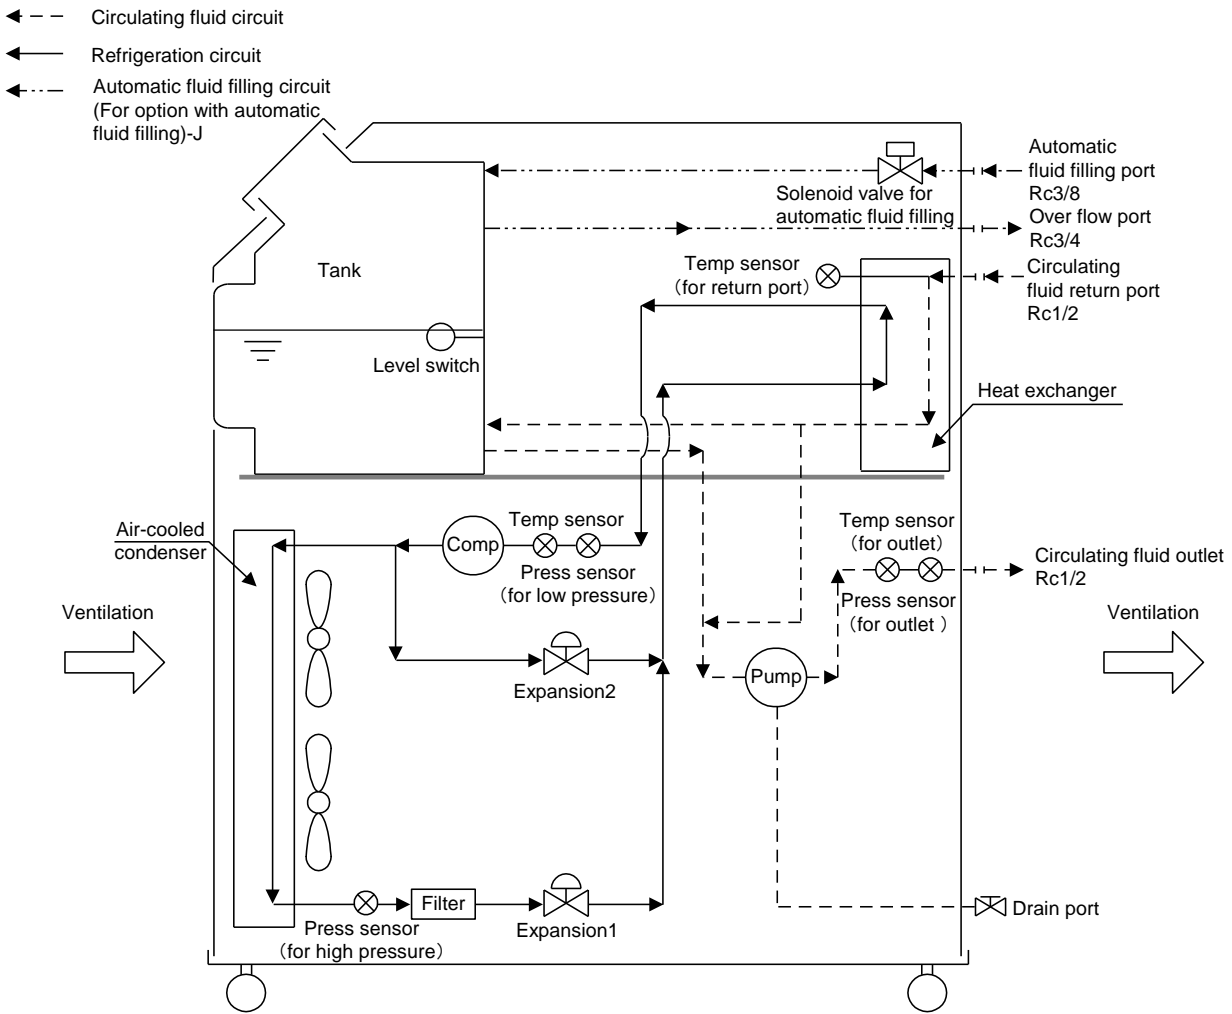 Circulating fluid circuit
Refrigeration circuit
Automatic fluid filling circuit
(For option with automatic
fluid filling)-J
Automatic
fluid filling port
Rc3/8
Solenoid valve for
automatic fluid filling
Over flow port
Rc3/4
Tank
Temp sensor
(for return port)
Circulating
fluid return port
Rc1/2
Level switch
Heat exchanger
Air-cooled
condenser
Comp
Temp sensor
Press sensor
(for low pressure)
Temp sensor
(for outlet)
Press sensor
(for outlet )
Circulating fluid outlet
Rc1/2
Ventilation
Ventilation
Expansion2
Pump
Filter
Press sensor
(for high pressure)
Expansion1
Drain port